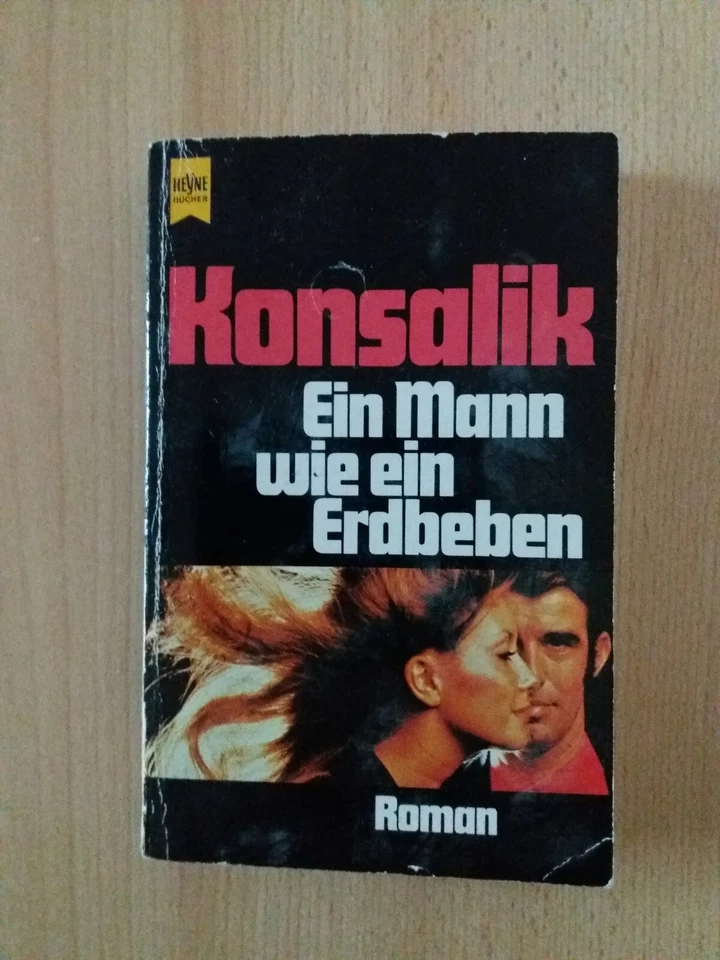 HEYNE
BÜCHER
Konsalik
Ein Mann
wie ein
Erdbeben
Roman